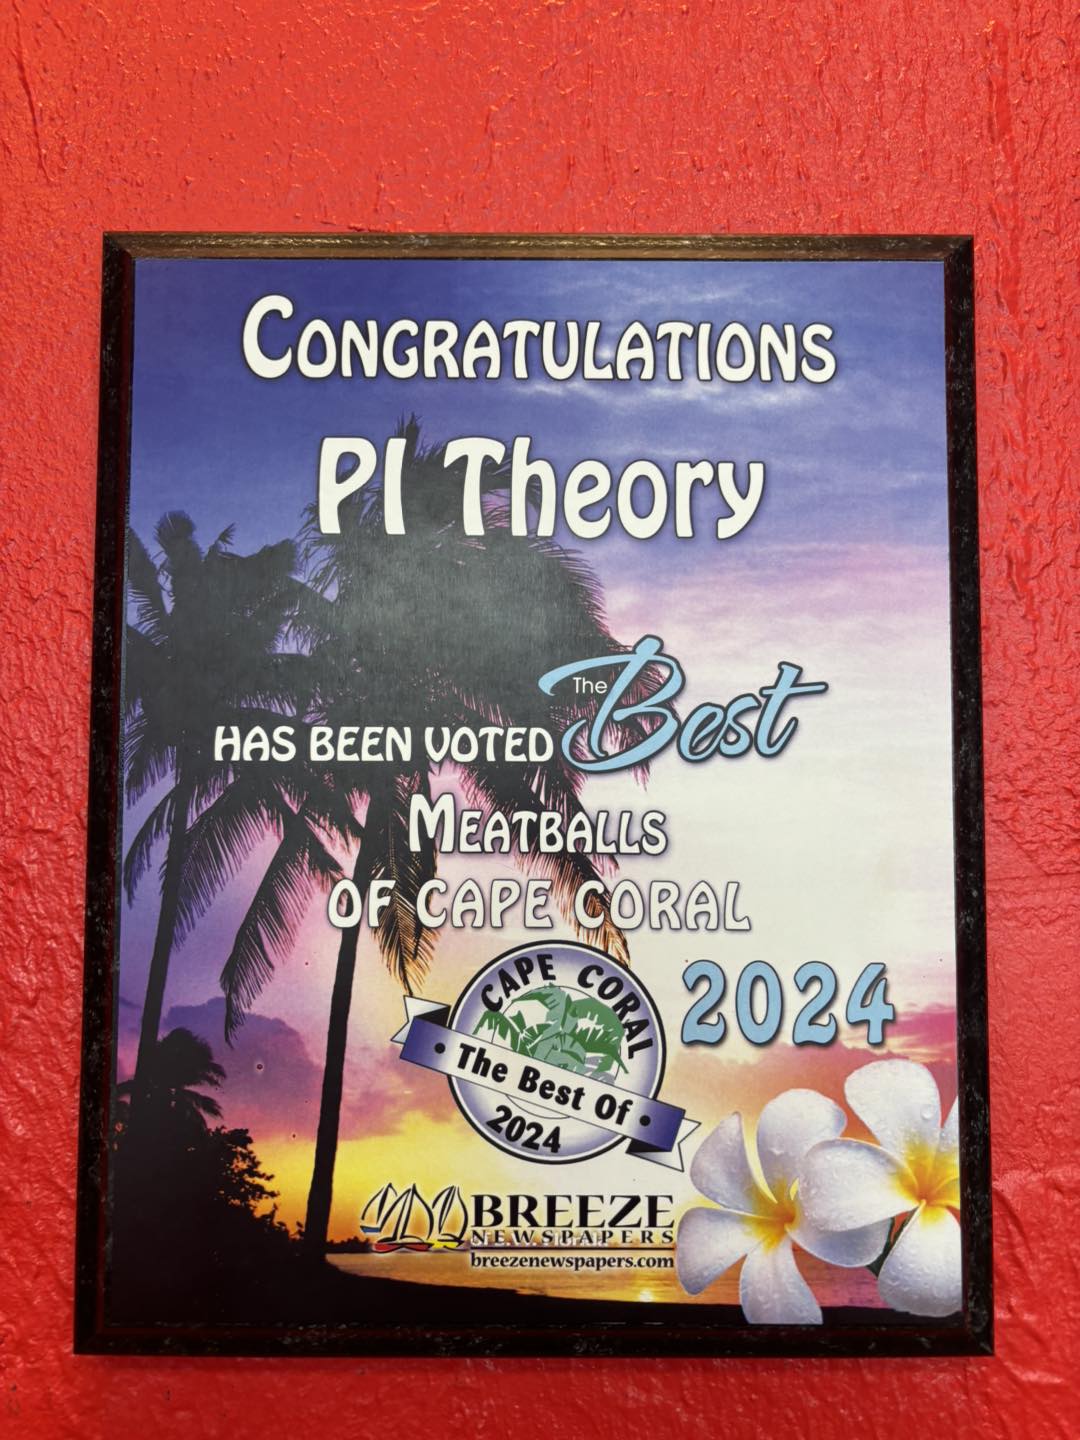 CONGRATULATIONS
PI Theory
HAS BEEN VOTED The Best
MEATBALLS
OF CAPE CORAL
2024
CAPE CORAL
• The Best Of •
2024
BREEZE
NEWSPAPERS
breezenewspapers.com